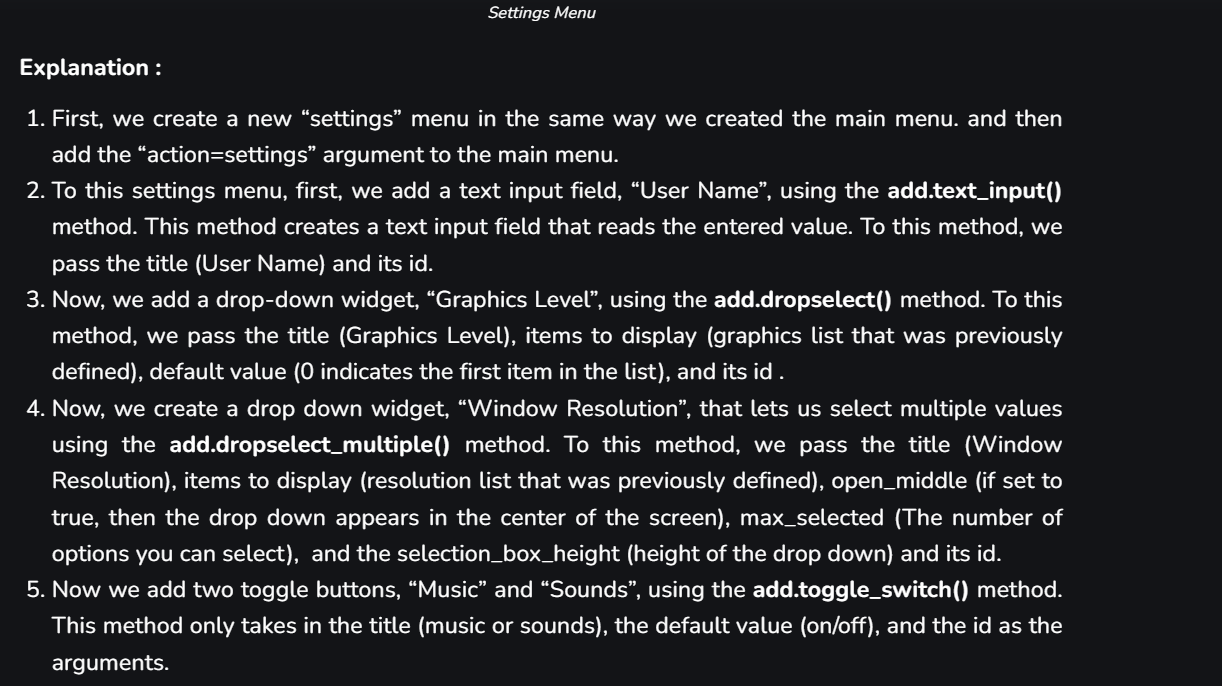 Settings Menu
Explanation :
1. First, we create a new “settings” menu in the same way we created the main menu. and then
add the “action=settings” argument to the main menu.
2. To this settings menu, first, we add a text input field, “User Name”, using the add.text_input()
method. This method creates a text input field that reads the entered value. To this method, we
pass the title (User Name) and its id.
3. Now, we add a drop-down widget, “Graphics Level”, using the add.dropselect() method. To this
method, we pass the title (Graphics Level), items to display (graphics list that was previously
defined), default value (0 indicates the first item in the list), and its id .
4. Now, we create a drop down widget, “Window Resolution”, that lets us select multiple values
using the add.dropselect_multiple() method. To this method, we pass the title (Window
Resolution), items to display (resolution list that was previously defined), open_middle (if set to
true, then the drop down appears in the center of the screen), max_selected (The number of
options you can select),  and the selection_box_height (height of the drop down) and its id.
5. Now we add two toggle buttons, “Music” and “Sounds”, using the add.toggle_switch() method.
This method only takes in the title (music or sounds), the default value (on/off), and the id as the
arguments.